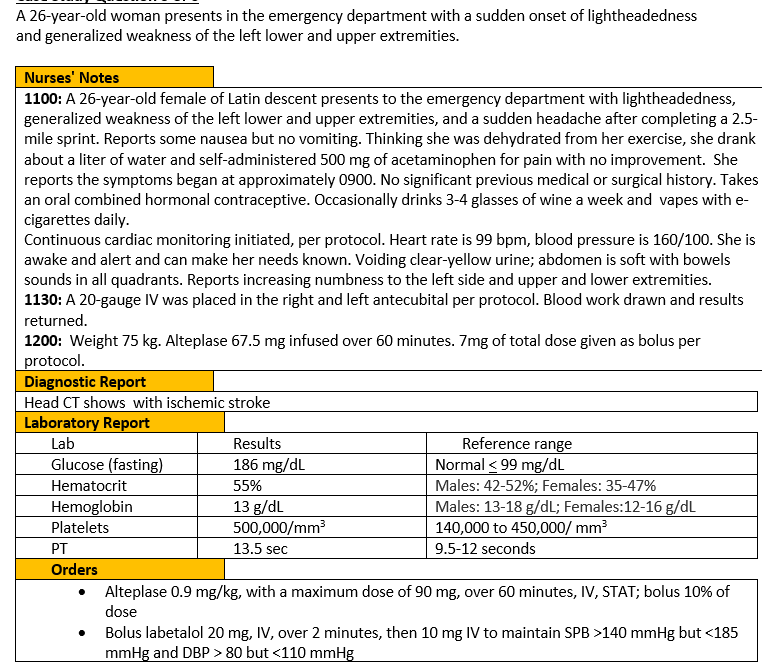 Case Study Question 5 of 6
A 26-year-old woman presents in the emergency department with a sudden onset of lightheadedness
and generalized weakness of the left lower and upper extremities.
Nurses' Notes
1100: A 26-year-old female of Latin descent presents to the emergency department with lightheadedness,
generalized weakness of the left lower and upper extremities, and a sudden headache after completing a 2.5-
mile sprint. Reports some nausea but no vomiting. Thinking she was dehydrated from her exercise, she drank
about a liter of water and self-administered 500 mg of acetaminophen for pain with no improvement. She
reports the symptoms began at approximately 0900. No significant previous medical or surgical history. Takes
an oral combined hormonal contraceptive. Occasionally drinks 3-4 glasses of wine a week and vapes with e-
cigarettes daily.
Continuous cardiac monitoring initiated, per protocol. Heart rate is 99 bpm, blood pressure is 160/100. She is
awake and alert and can make her needs known. Voiding clear-yellow urine; abdomen is soft with bowels
sounds in all quadrants. Reports increasing numbness to the left side and upper and lower extremities.
1130: A 20-gauge IV was placed in the right and left antecubital per protocol. Blood work drawn and results
returned.
1200: Weight 75 kg. Alteplase 67.5 mg infused over 60 minutes. 7mg of total dose given as bolus per
protocol.
Diagnostic Report
Head CT shows with ischemic stroke
Laboratory Report
Lab Results Reference range
Glucose (fasting) 186 mg/dL Normal ≤ 99 mg/dL
Hematocrit 55% Males: 42-52%; Females: 35-47%
Hemoglobin 13 g/dL Males: 13-18 g/dL; Females:12-16 g/dL
Platelets 500,000/mm³ 140,000 to 450,000/ mm³
PT 13.5 sec 9.5-12 seconds
Orders
• Alteplase 0.9 mg/kg, with a maximum dose of 90 mg, over 60 minutes, IV, STAT; bolus 10% of
dose
• Bolus labetalol 20 mg, IV, over 2 minutes, then 10 mg IV to maintain SPB >140 mmHg but <185
mmHg and DBP > 80 but <110 mmHg